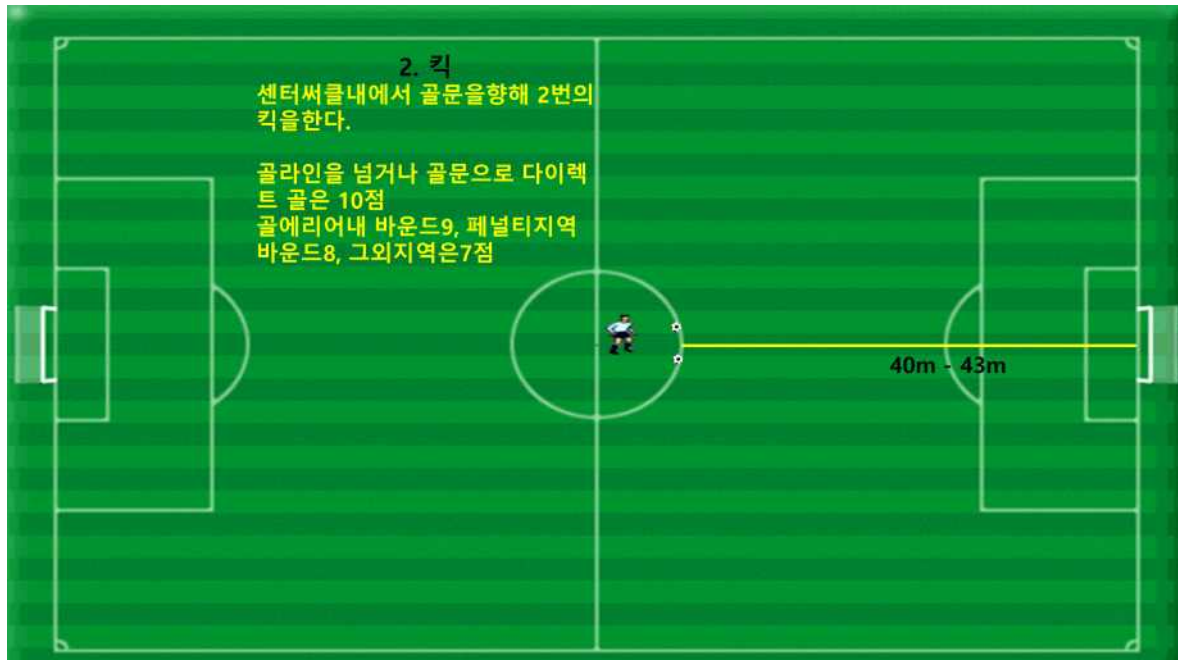 2. 킥
센터써클내에서 골문을향해 2번의
킥을한다.
골라인을 넘거나 골문으로 다이렉
트 골은 10점
골에리어내 바운드9, 페널티지역
바운드8, 그외지역은7점
40m - 43m